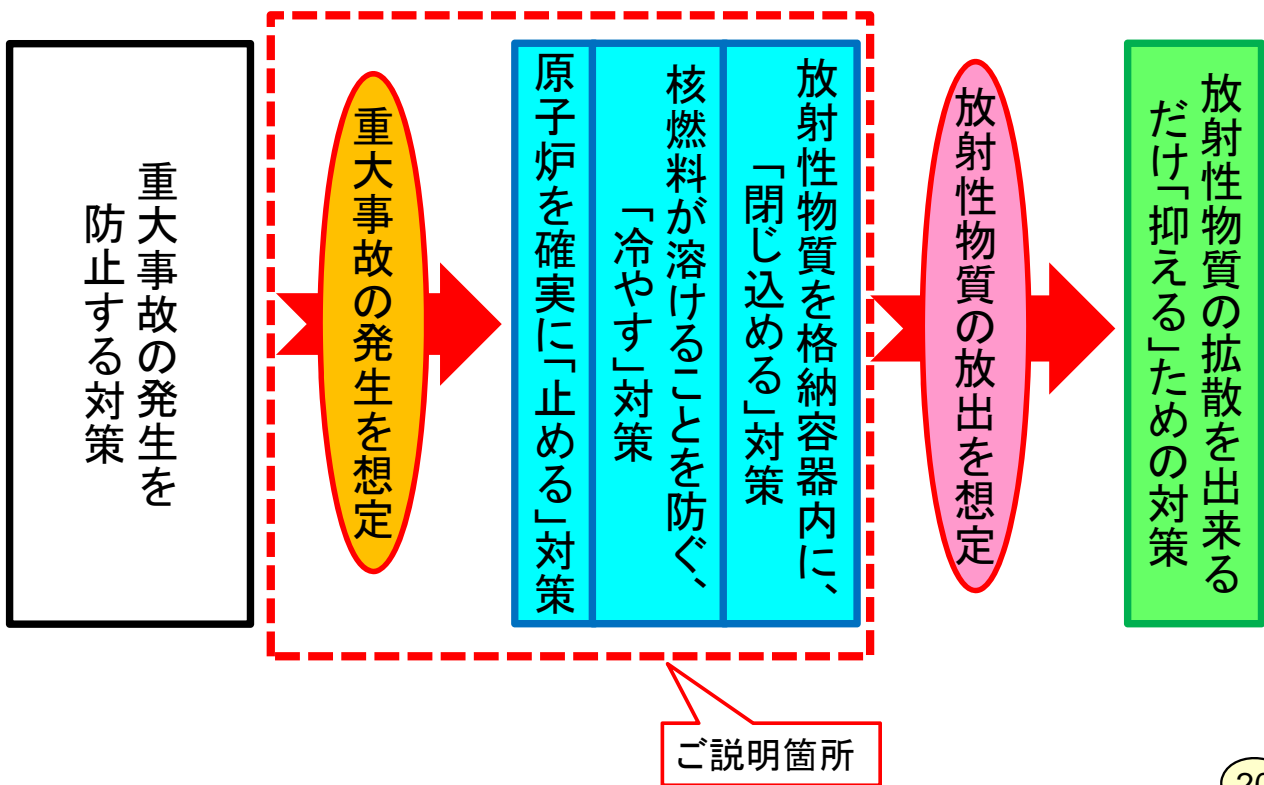 重大事故の発生を
防止する対策
重大事故の発生を想定
原子炉を確実に「止める」対策
核燃料が溶けることを防ぐ、
「冷やす」対策
放射性物質を格納容器内に、
「閉じ込める」対策
放射性物質の放出を想定
放射性物質の拡散を出来る
だけ「抑える」ための対策
ご説明箇所